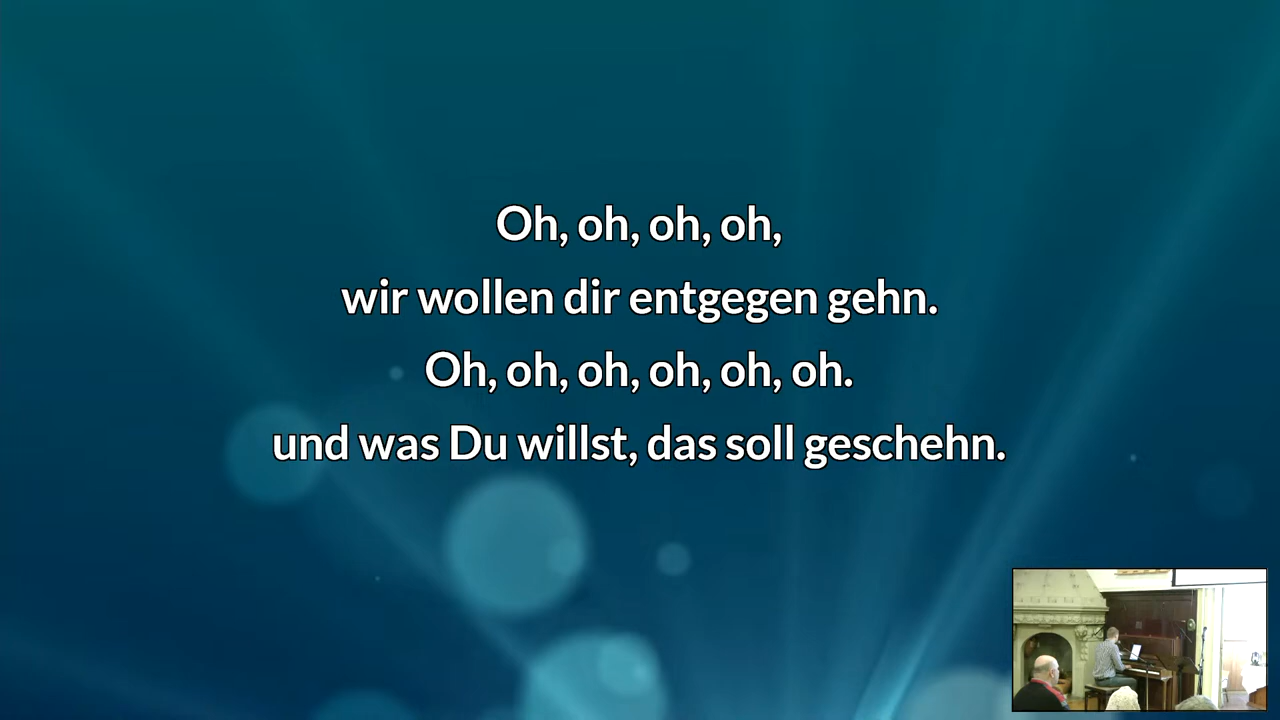 Oh, oh, oh, oh,
wir wollen dir entgegen gehn.
Oh, oh, oh, oh, oh, oh.
und was Du willst, das soll geschehn.